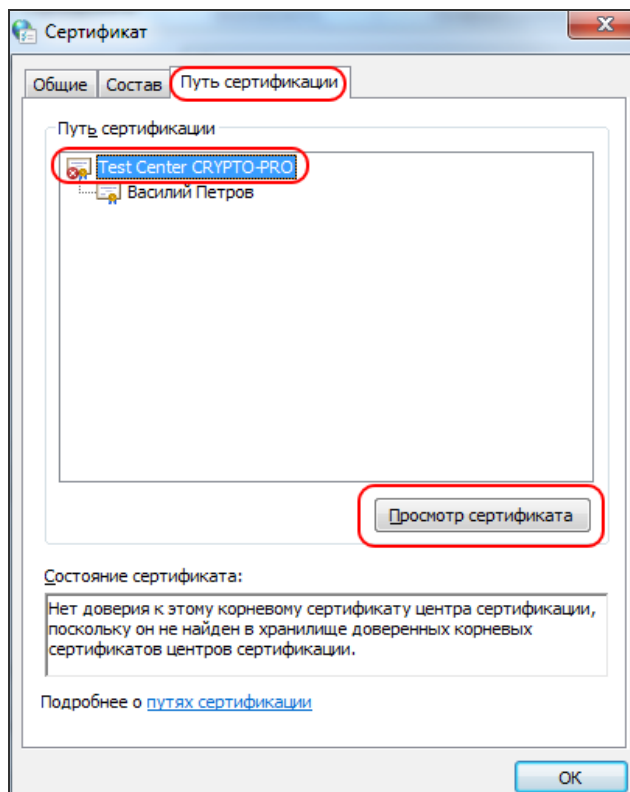 Сертификат
Общие Состав Путь сертификации
Путь сертификации
Test Center CRYPTO-PRO
Василий Петров
Просмотр сертификата
Состояние сертификата:
Нет доверия к этому корневому сертификату центра сертификации,
поскольку он не найден в хранилище доверенных корневых
сертификатов центров сертификации.
Подробнее о путях сертификации
ОК